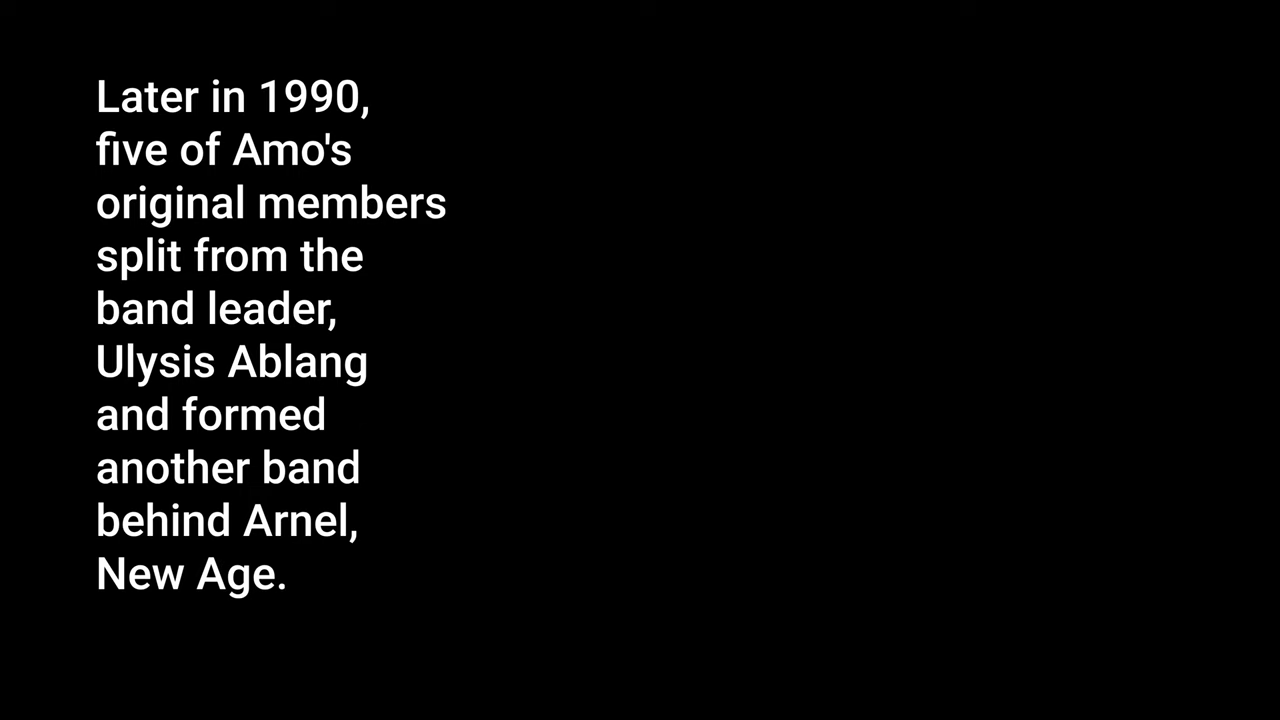 Later in 1990,
five of Amo's
original members
split from the
band leader,
Ulysis Ablang
and formed
another band
behind Arnel,
New Age.